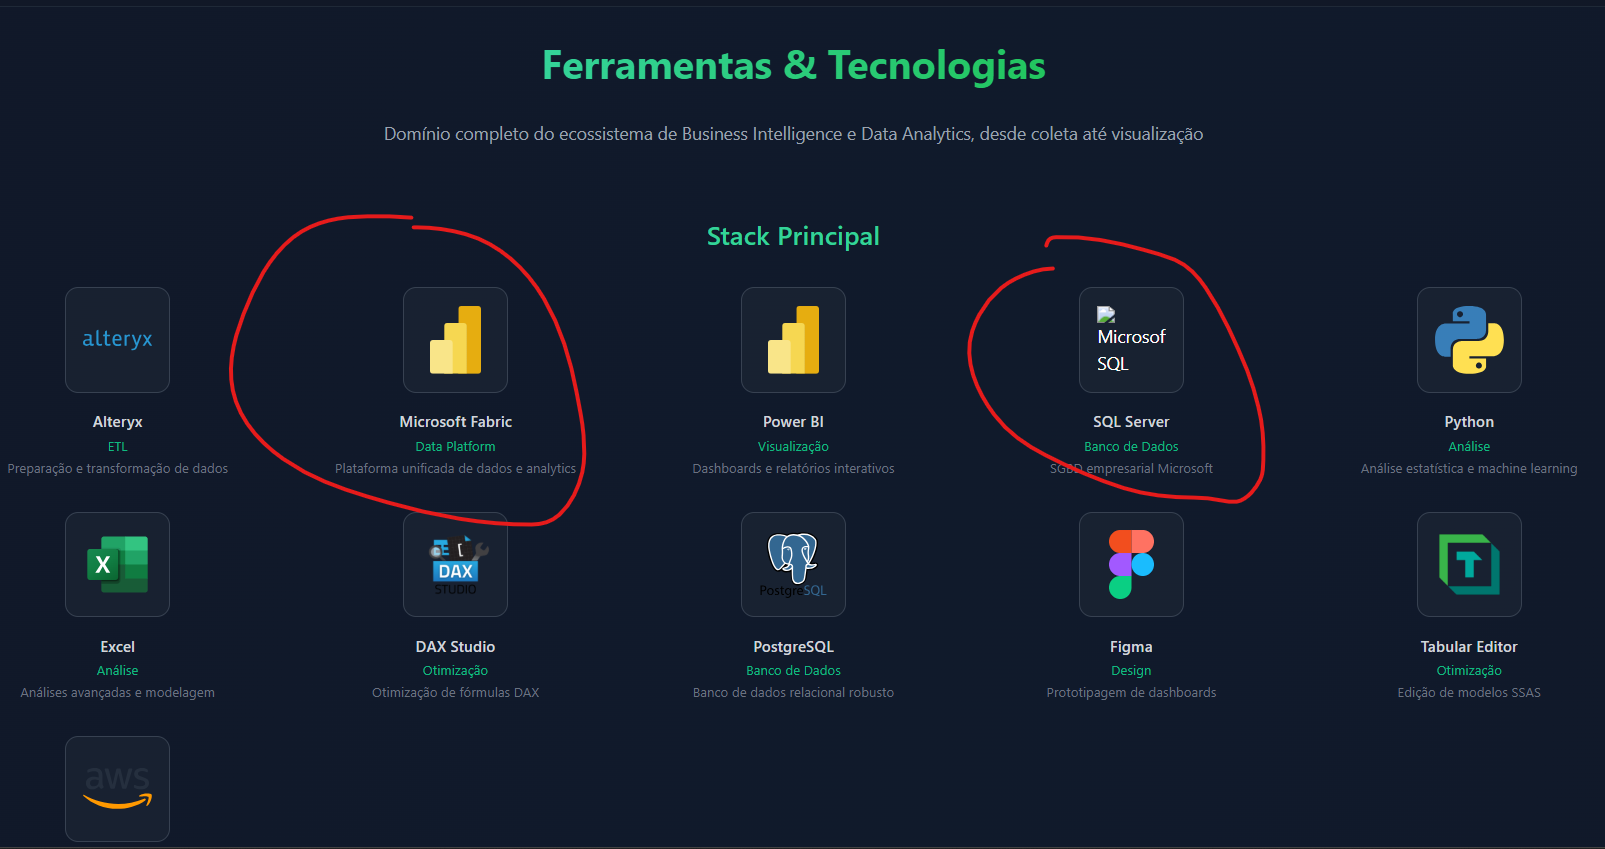 Ferramentas & Tecnologias
Domínio completo do ecossistema de Business Intelligence e Data Analytics, desde coleta até visualização
Stack Principal
alteryx
Microsof
SQL
Alteryx
ETL
Preparação e transformação de dados
Microsoft Fabric
Data Platform
Plataforma unificada de dados e analytics
Power BI
Visualização
Dashboards e relatórios interativos
SQL Server
Banco de Dados
SGBD empresarial Microsoft
Python
Análise
Análise estatística e machine learning
X
Excel
Análise
Análises avançadas e modelagem
DAX
STUDIO
DAX Studio
Otimização
Otimização de fórmulas DAX
PostgreSQL
PostgreSQL
Banco de Dados
Banco de dados relacional robusto
Figma
Design
Prototipagem de dashboards
T
Tabular Editor
Otimização
Edição de modelos SSAS
aws